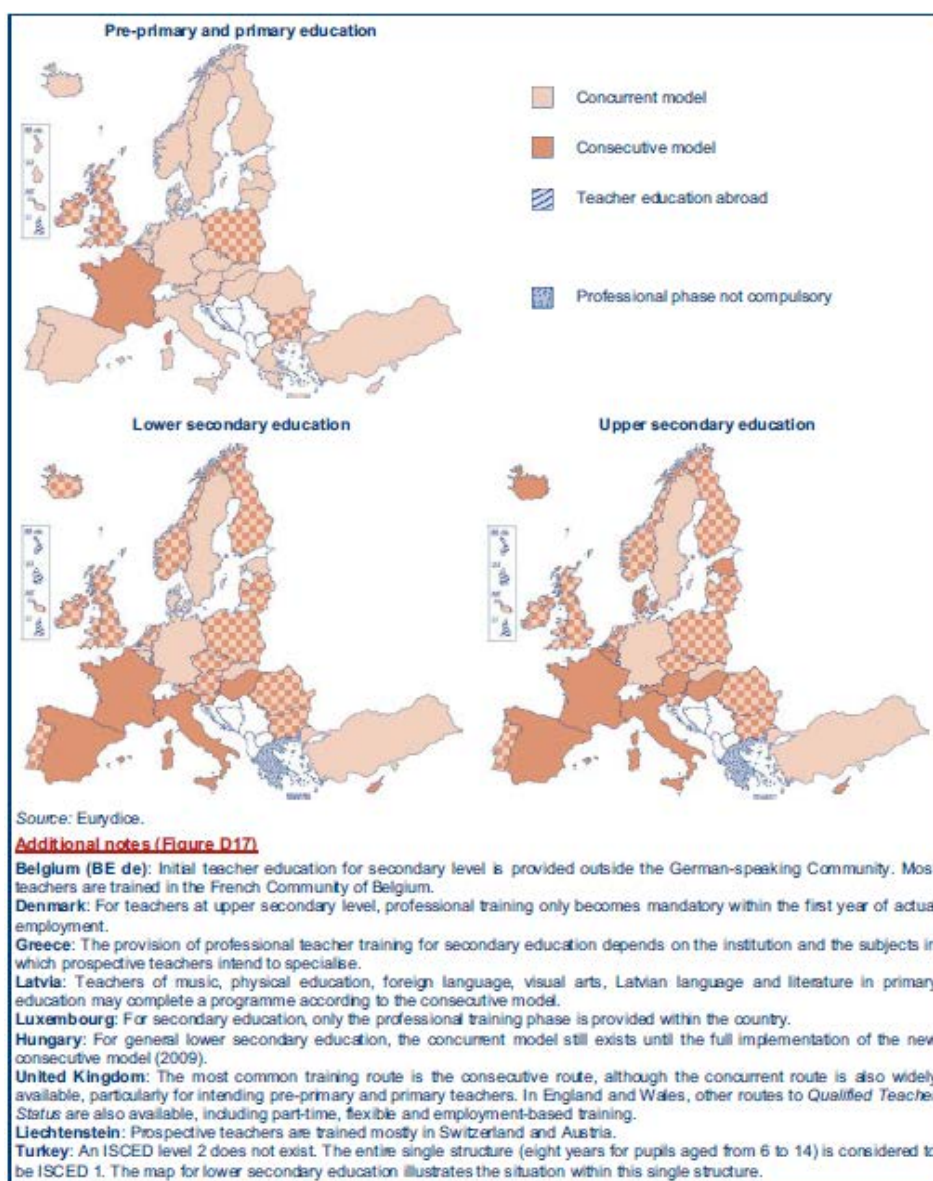 Pre-primary and primary education
Concurrent model
Consecutive model
Teacher education abroad
Professional phase not compulsory
Lower secondary education
Upper secondary education
Source: Eurydice.
Additional notes (Figure D17)
Belgium (BE de): Initial teacher education for secondary level is provided outside the German-speaking Community. Mos
teachers are trained in the French Community of Belgium.
Denmark: For teachers at upper secondary level, professional training only becomes mandatory within the first year of actua
employment.
Greece: The provision of professional teacher training for secondary education depends on the institution and the subjects in
which prospective teachers intend to specialise.
Latvia: Teachers of music, physical education, foreign language, visual arts, Latvian language and literature in primary
education may complete a programme according to the consecutive model.
Luxembourg: For secondary education, only the professional training phase is provided within the country.
Hungary: For general lower secondary education, the concurrent model still exists until the full implementation of the new
consecutive model (2009).
United Kingdom: The most common training route is the consecutive route, although the concurrent route is also widely
available, particularly for intending pre-primary and primary teachers. In England and Wales, other routes to Qualified Teacher
Status are also available, including part-time, flexible and employment-based training.
Liechtenstein: Prospective teachers are trained mostly in Switzerland and Austria.
Turkey: An ISCED level 2 does not exist. The entire single structure (eight years for pupils aged from 6 to 14) is considered to
be ISCED 1. The map for lower secondary education illustrates the situation within this single structure.